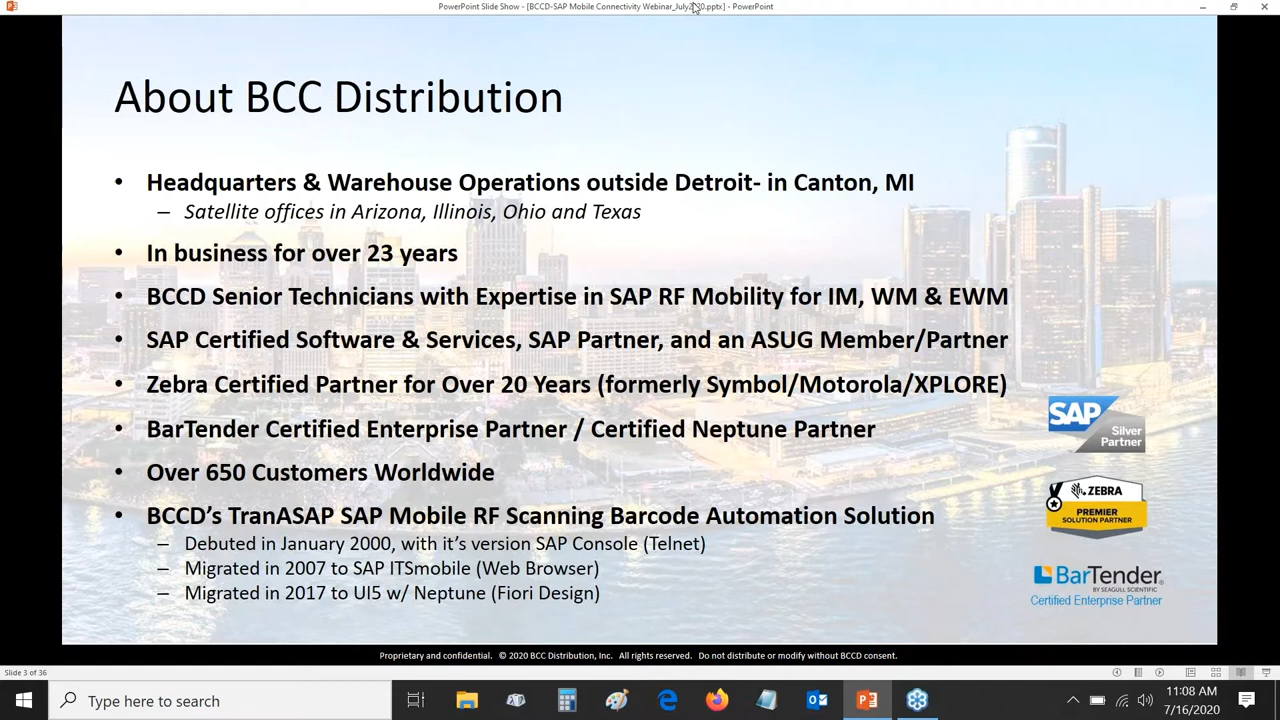 PowerPoint Slide Show - [BCCD-SAP Mobile Connectivity Webinar_July2020.pptx] - PowerPoint
About BCC Distribution
• Headquarters & Warehouse Operations outside Detroit- in Canton, MI
– Satellite offices in Arizona, Illinois, Ohio and Texas
• In business for over 23 years
• BCCD Senior Technicians with Expertise in SAP RF Mobility for IM, WM & EWM
• SAP Certified Software & Services, SAP Partner, and an ASUG Member/Partner
• Zebra Certified Partner for Over 20 Years (formerly Symbol/Motorola/XPLORE)
• BarTender Certified Enterprise Partner / Certified Neptune Partner
• Over 650 Customers Worldwide
• BCCD’s TranASAP SAP Mobile RF Scanning Barcode Automation Solution
– Debuted in January 2000, with it’s version SAP Console (Telnet)
– Migrated in 2007 to SAP ITSmobile (Web Browser)
– Migrated in 2017 to UI5 w/ Neptune (Fiori Design)
SAP
Silver
Partner
ZEBRA
PREMIER
SOLUTION PARTNER
BarTender
BY SEAGULL SCIENTIFIC
Certified Enterprise Partner
Proprietary and confidential. © 2020 BCC Distribution, Inc. All rights reserved. Do not distribute or modify without BCCD consent.
Slide 3 of 36
Type here to search
11:08 AM
7/16/2020